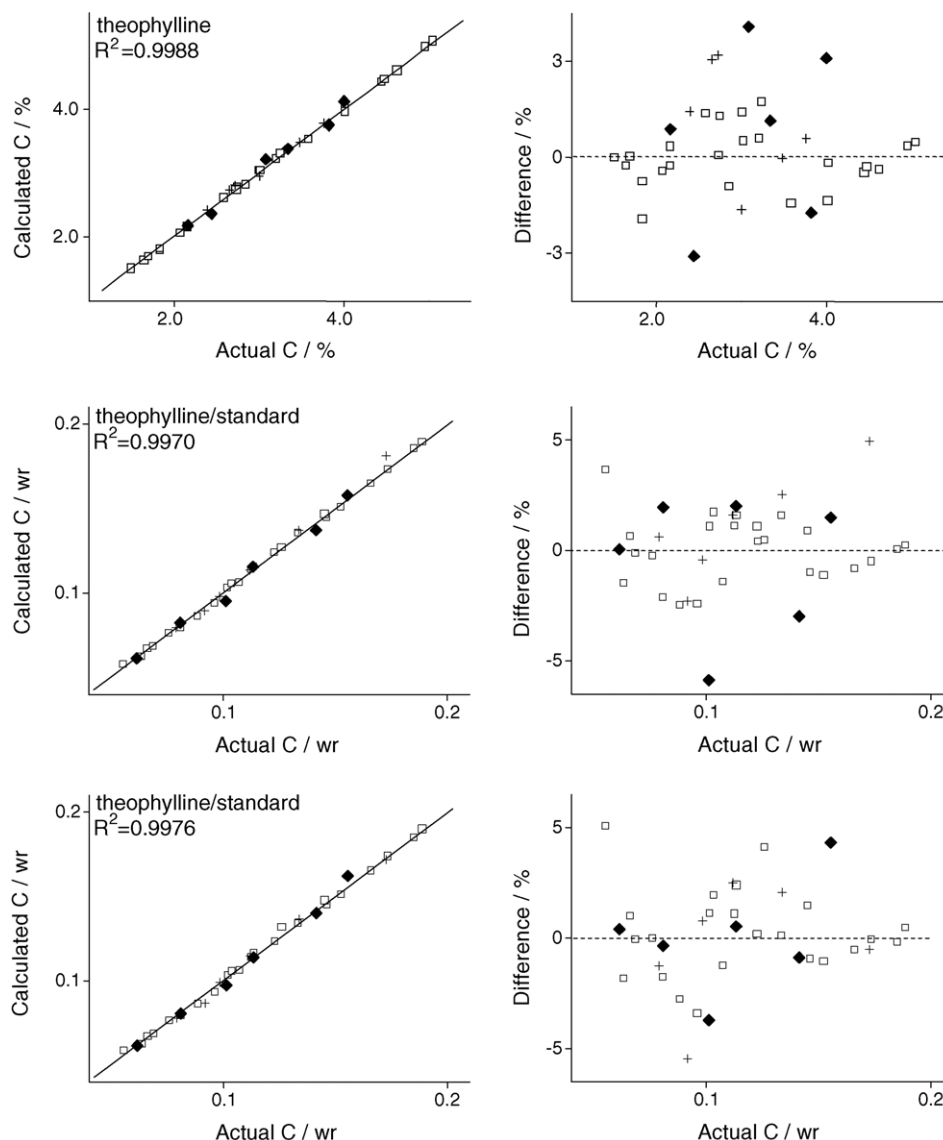 theophylline
R²=0.9988
4.0
2.0
Calculated C / %
2.0 4.0
Actual C / %
3
0
-3
Difference / %
2.0 4.0
Actual C / %
theophylline/standard
R²=0.9970
0.2
0.1
Calculated C / wr
0.1 0.2
Actual C / wr
5
0
-5
Difference / %
0.1 0.2
Actual C / wr
theophylline/standard
R²=0.9976
0.2
0.1
Calculated C / wr
0.1 0.2
Actual C / wr
5
0
-5
Difference / %
0.1 0.2
Actual C / wr